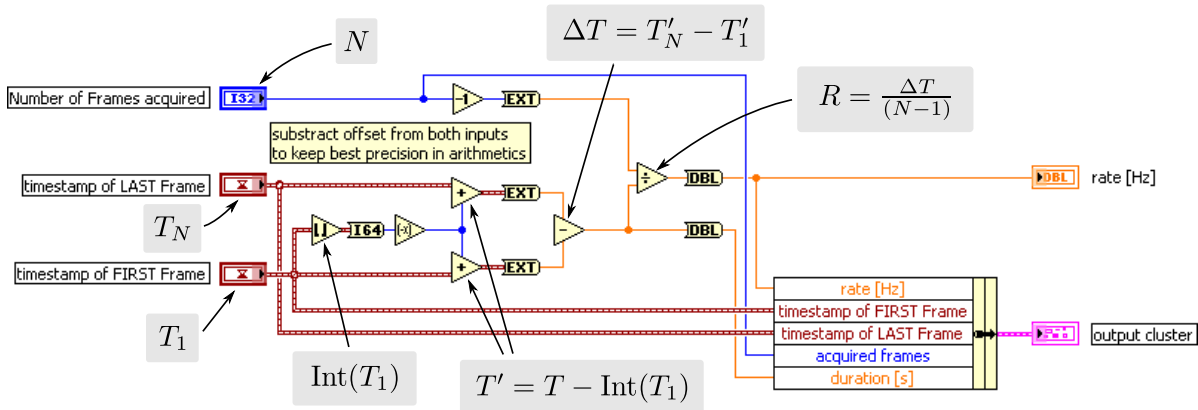 N
ΔT = T′_N − T′_1
Number of Frames acquired
I32
-1
EXT
R = ΔT/(N−1)
substract offset from both inputs
to keep best precision in arithmetics
timestamp of LAST Frame
+
EXT
÷
DBL
DBL
rate [Hz]
T_N
I64
(-x)
−
DBL
timestamp of FIRST Frame
+
EXT
rate [Hz]
timestamp of FIRST Frame
T_1
timestamp of LAST Frame
output cluster
acquired frames
Int(T_1)
T′ = T − Int(T_1)
duration [s]